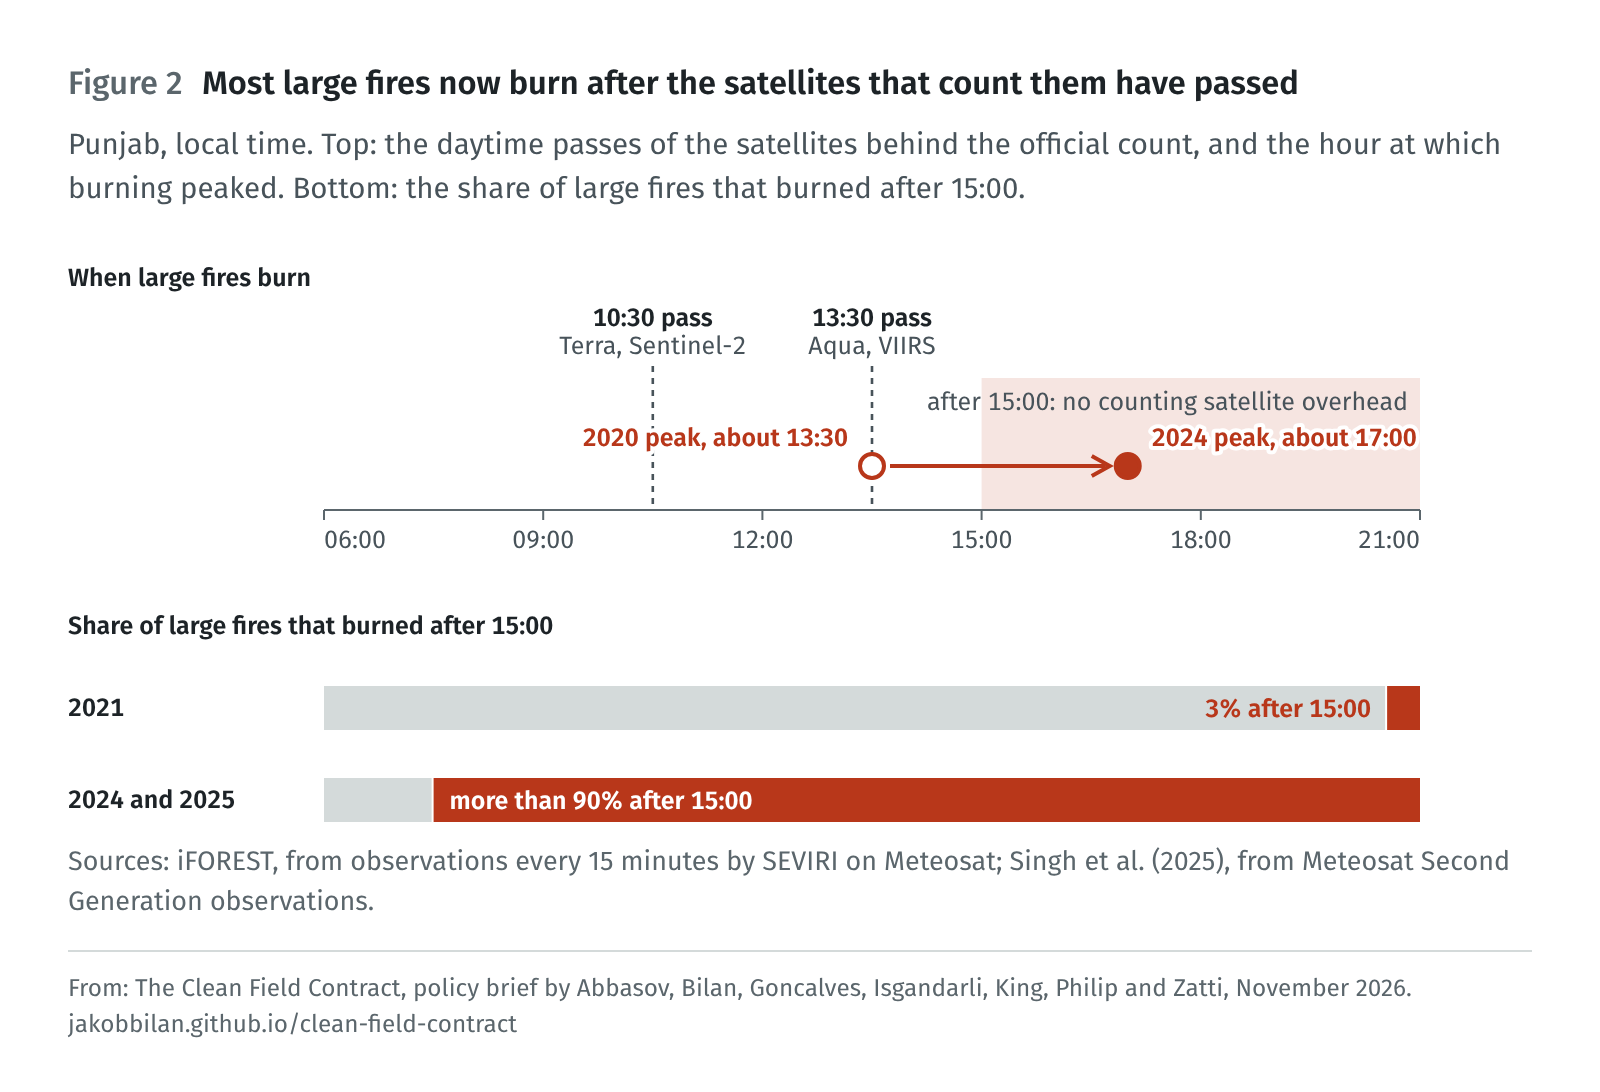 Figure 2 Most large fires now burn after the satellites that count them have passed
Punjab, local time. Top: the daytime passes of the satellites behind the official count, and the hour at which
burning peaked. Bottom: the share of large fires that burned after 15:00.
When large fires burn
10:30 pass
Terra, Sentinel-2
13:30 pass
Aqua, VIIRS
after 15:00: no counting satellite overhead
2020 peak, about 13:30
2024 peak, about 17:00
06:00 09:00 12:00 15:00 18:00 21:00
Share of large fires that burned after 15:00
2021 3% after 15:00
2024 and 2025 more than 90% after 15:00
Sources: iFOREST, from observations every 15 minutes by SEVIRI on Meteosat; Singh et al. (2025), from Meteosat Second
Generation observations.
From: The Clean Field Contract, policy brief by Abbasov, Bilan, Goncalves, Isgandarli, King, Philip and Zatti, November 2026.
jakobbilan.github.io/clean-field-contract